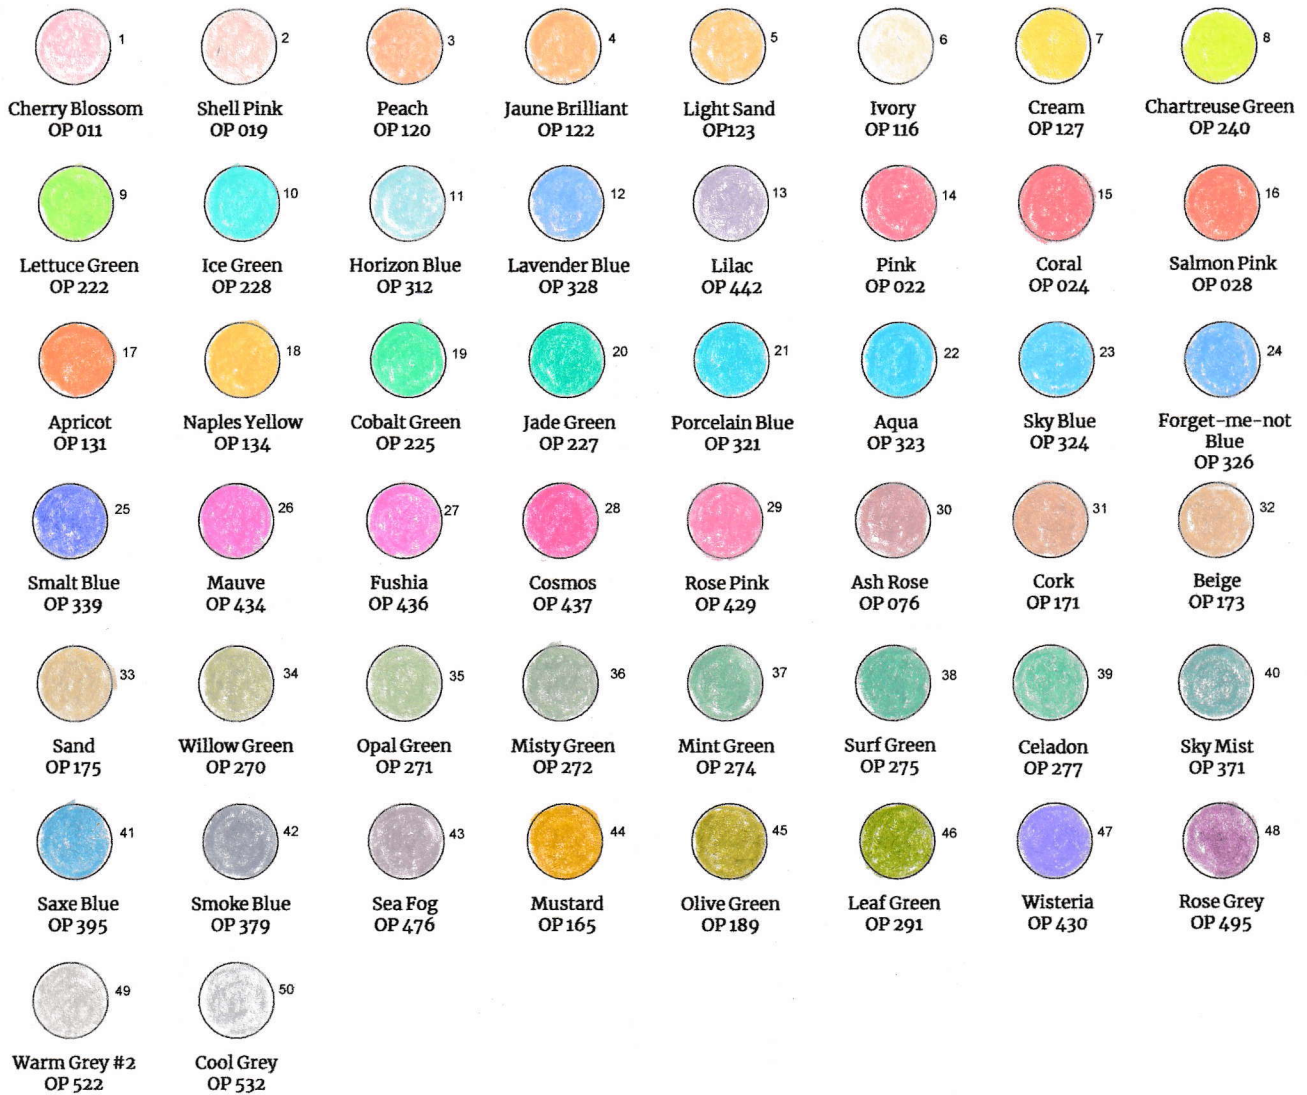 1
Cherry Blossom
OP 011
2
Shell Pink
OP 019
3
Peach
OP 120
4
Jaune Brilliant
OP 122
5
Light Sand
OP123
6
Ivory
OP 116
7
Cream
OP 127
8
Chartreuse Green
OP 240
9
Lettuce Green
OP 222
10
Ice Green
OP 228
11
Horizon Blue
OP 312
12
Lavender Blue
OP 328
13
Lilac
OP 442
14
Pink
OP 022
15
Coral
OP 024
16
Salmon Pink
OP 028
17
Apricot
OP 131
18
Naples Yellow
OP 134
19
Cobalt Green
OP 225
20
Jade Green
OP 227
21
Porcelain Blue
OP 321
22
Aqua
OP 323
23
Sky Blue
OP 324
24
Forget-me-not
Blue
OP 326
25
Smalt Blue
OP 339
26
Mauve
OP 434
27
Fushia
OP 436
28
Cosmos
OP 437
29
Rose Pink
OP 429
30
Ash Rose
OP 076
31
Cork
OP 171
32
Beige
OP 173
33
Sand
OP 175
34
Willow Green
OP 270
35
Opal Green
OP 271
36
Misty Green
OP 272
37
Mint Green
OP 274
38
Surf Green
OP 275
39
Celadon
OP 277
40
Sky Mist
OP 371
41
Saxe Blue
OP 395
42
Smoke Blue
OP 379
43
Sea Fog
OP 476
44
Mustard
OP 165
45
Olive Green
OP 189
46
Leaf Green
OP 291
47
Wisteria
OP 430
48
Rose Grey
OP 495
49
Warm Grey #2
OP 522
50
Cool Grey
OP 532